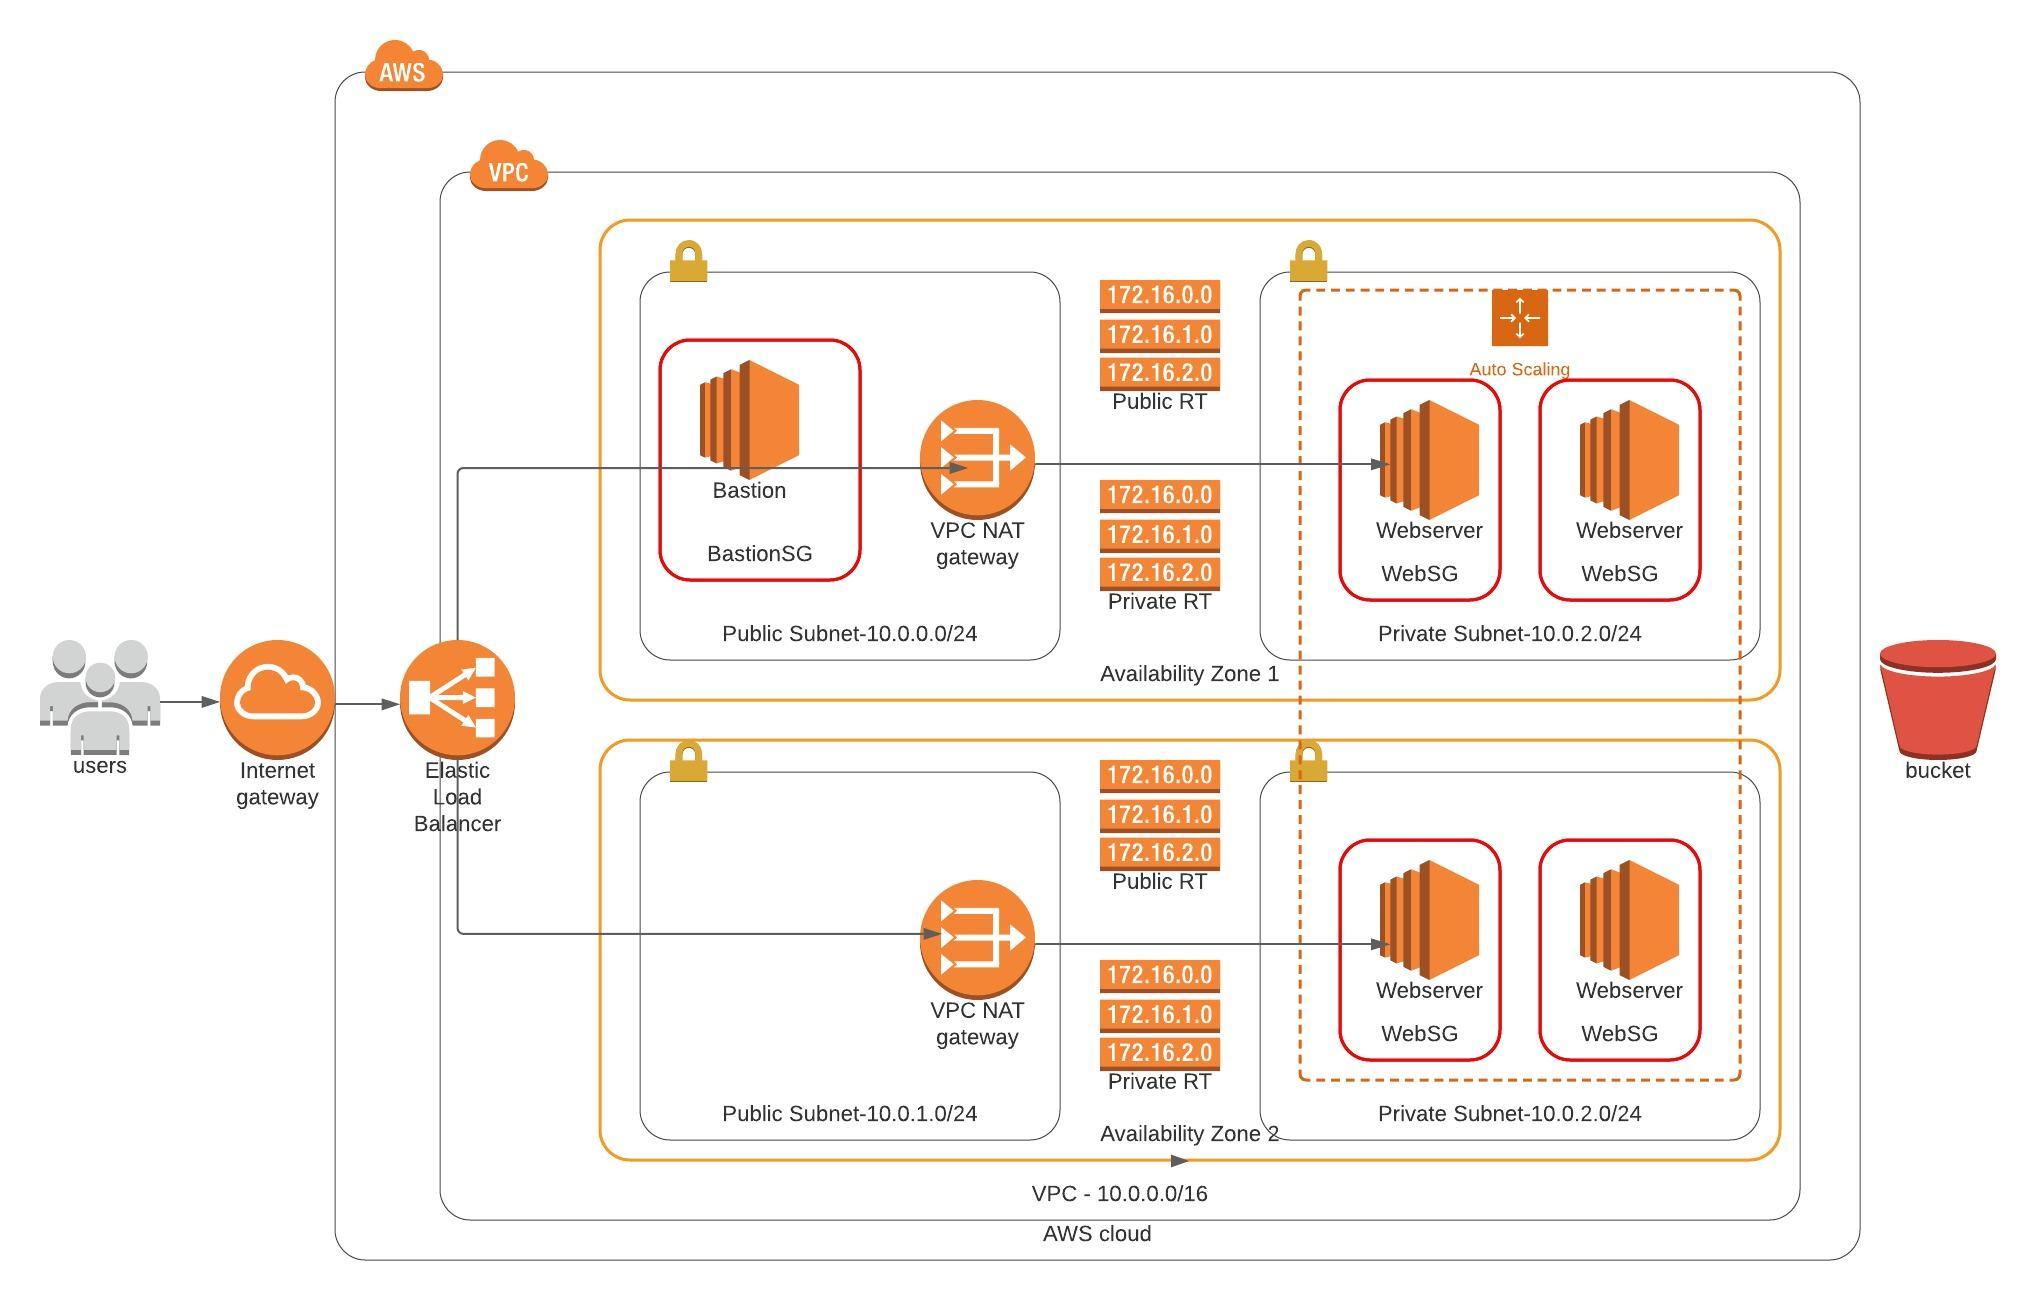 AWS
VPC
172.16.0.0
172.16.1.0
172.16.2.0
Public RT
Auto Scaling
Bastion
BastionSG
VPC NAT
gateway
172.16.0.0
172.16.1.0
172.16.2.0
Private RT
Webserver
WebSG
Webserver
WebSG
Public Subnet-10.0.0.0/24
Private Subnet-10.0.2.0/24
Availability Zone 1
users
Internet
gateway
Elastic
Load
Balancer
bucket
172.16.0.0
172.16.1.0
172.16.2.0
Public RT
VPC NAT
gateway
172.16.0.0
172.16.1.0
172.16.2.0
Private RT
Webserver
WebSG
Webserver
WebSG
Public Subnet-10.0.1.0/24
Private Subnet-10.0.2.0/24
Availability Zone 2
VPC - 10.0.0.0/16
AWS cloud